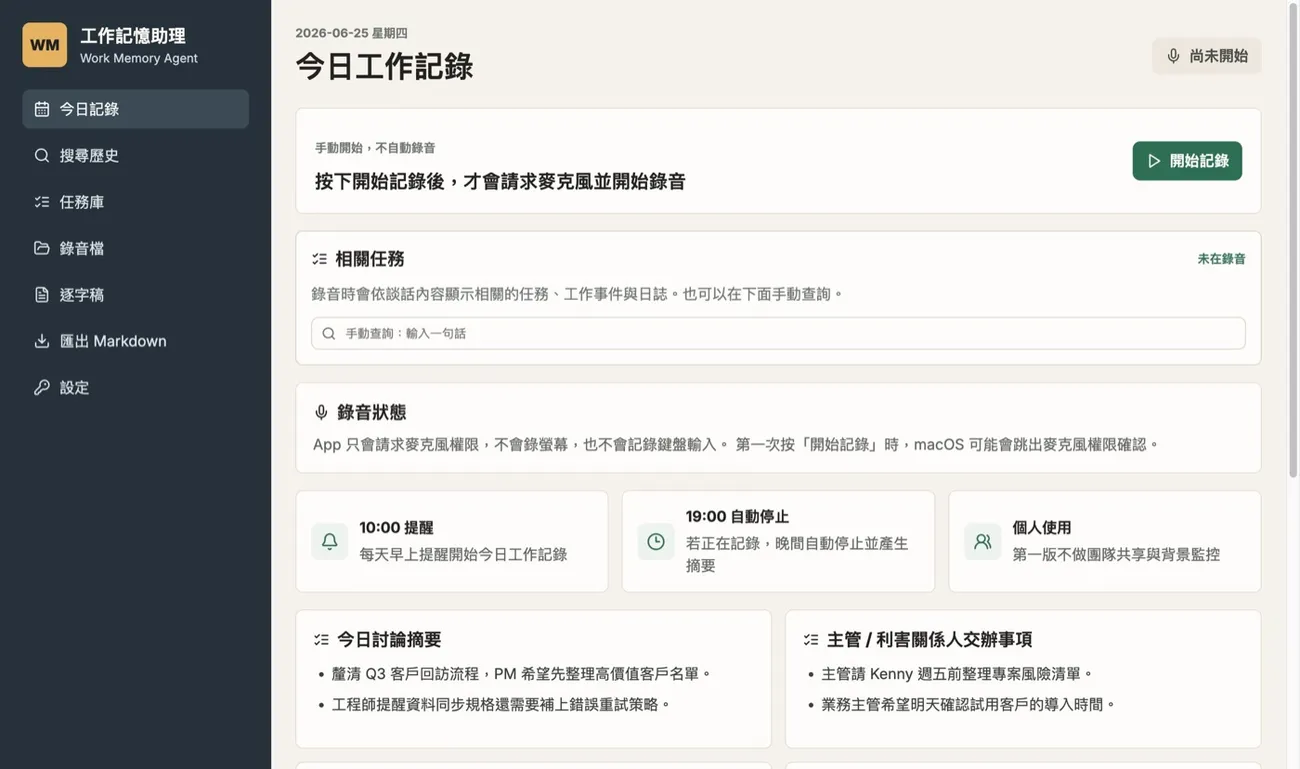 WM
工作記憶助理
Work Memory Agent
今日記錄
搜尋歷史
任務庫
錄音檔
逐字稿
匯出 Markdown
設定
2026-06-25 星期四
今日工作記錄
尚未開始
手動開始，不自動錄音
按下開始記錄後，才會請求麥克風並開始錄音
開始記錄
相關任務
未在錄音
錄音時會依談話內容顯示相關的任務、工作事件與日誌。也可以在下面手動查詢。
手動查詢：輸入一句話
錄音狀態
App 只會請求麥克風權限，不會錄螢幕，也不會記錄鍵盤輸入。 第一次按「開始記錄」時，macOS 可能會跳出麥克風權限確認。
10:00 提醒
每天早上提醒開始今日工作記錄
19:00 自動停止
若正在記錄，晚間自動停止並產生
摘要
個人使用
第一版不做團隊共享與背景監控
今日討論摘要
• 釐清 Q3 客戶回訪流程，PM 希望先整理高價值客戶名單。
• 工程師提醒資料同步規格還需要補上錯誤重試策略。
主管 / 利害關係人交辦事項
• 主管請 Kenny 週五前整理專案風險清單。
• 業務主管希望明天確認試用客戶的導入時間。